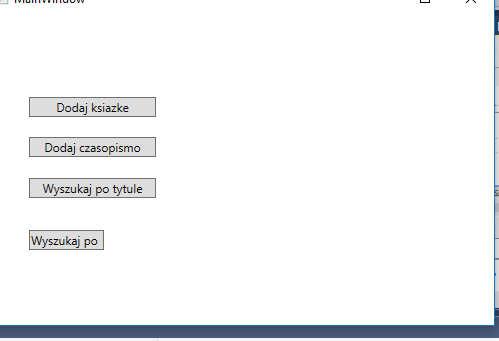 MainWindow
Dodaj ksiazke
Dodaj czasopismo
Wyszukaj po tytule
Wyszukaj po